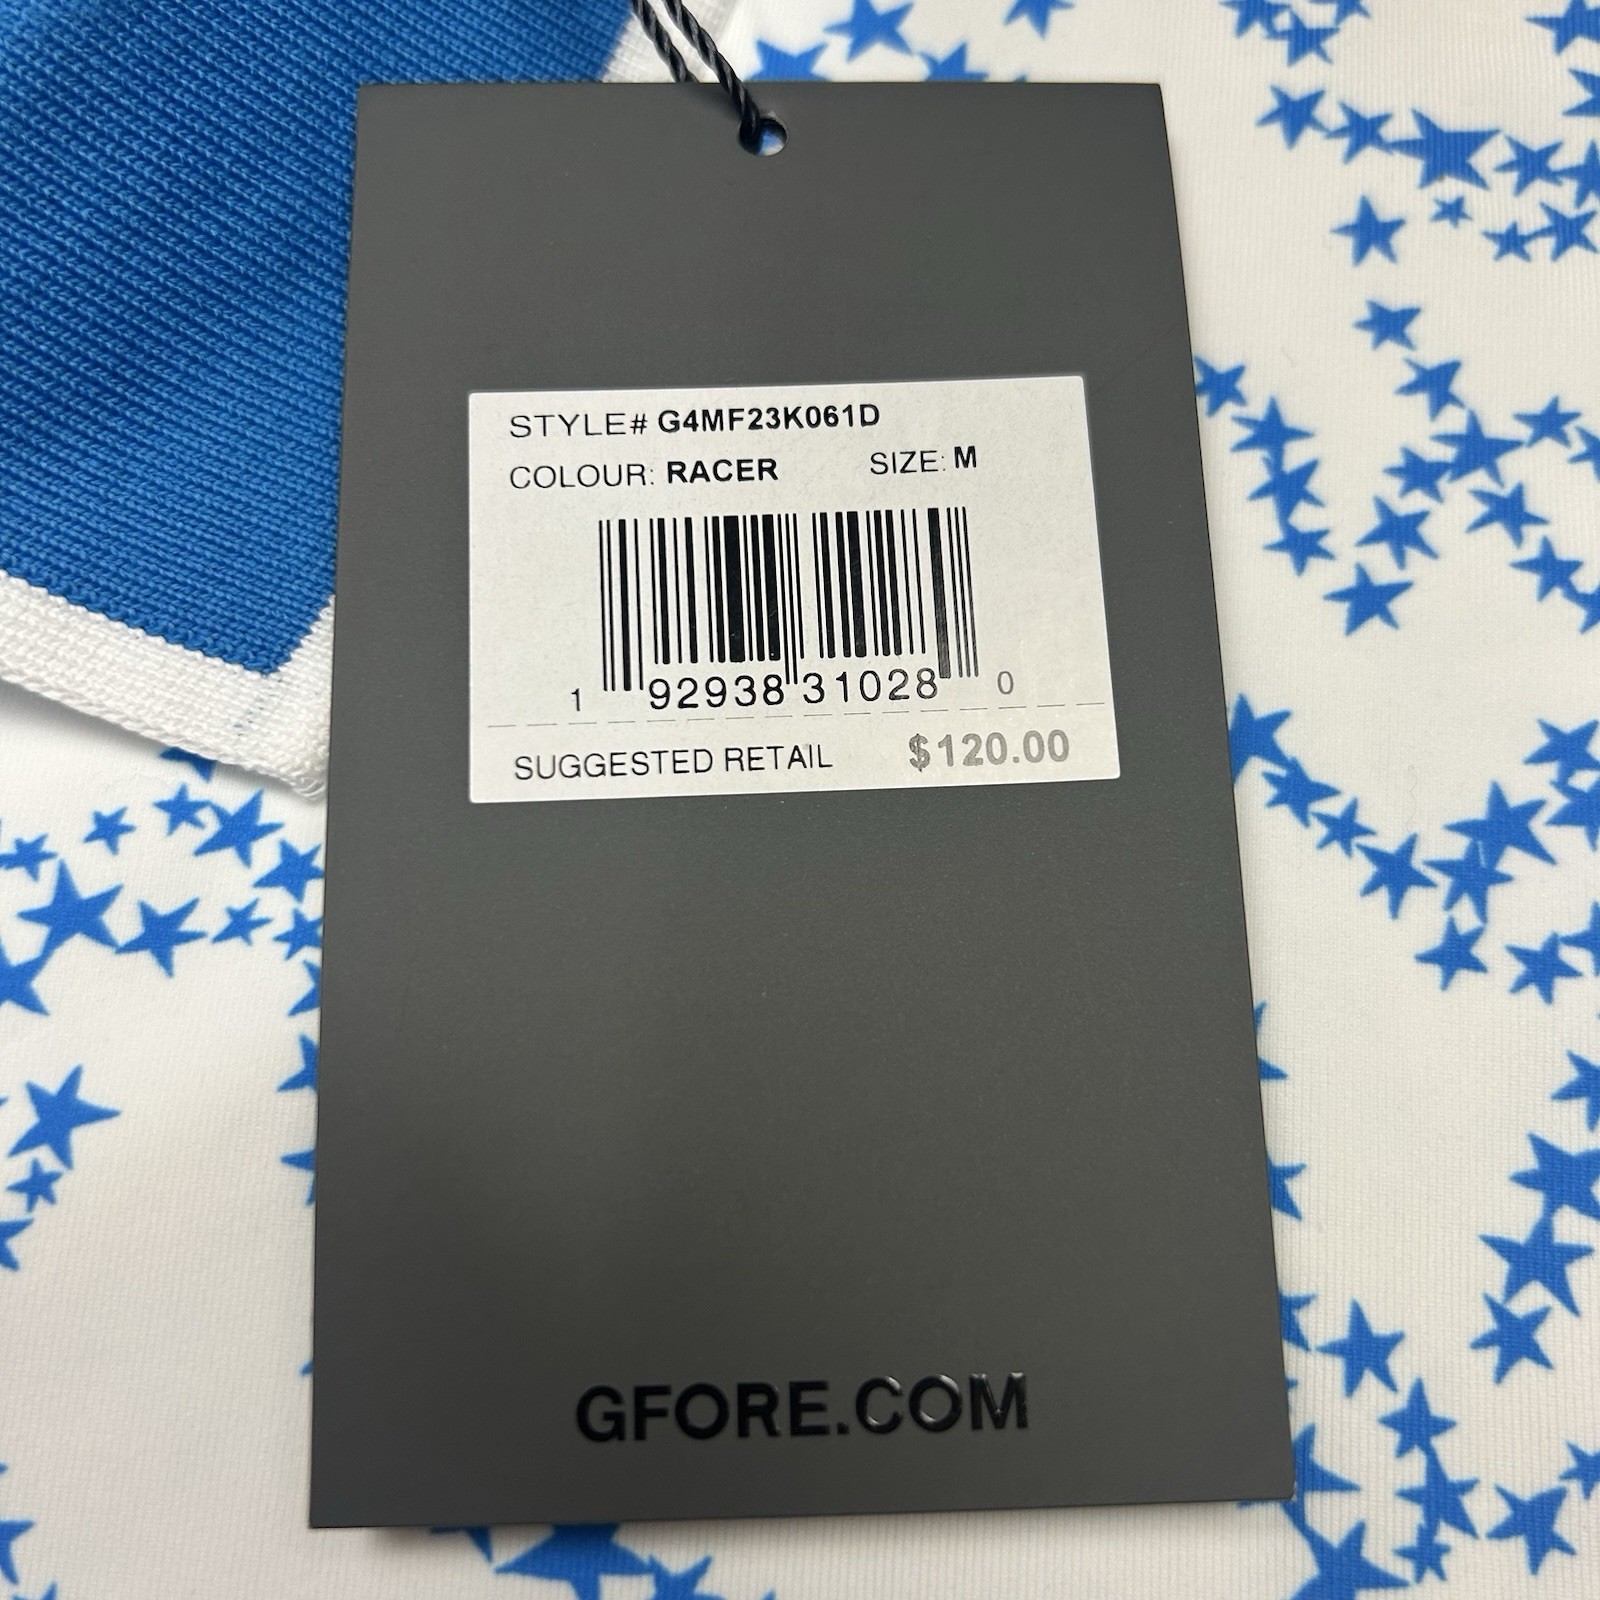 STYLE# G4MF23K061D
COLOUR: RACER SIZE: M
1 92938 31028 0
SUGGESTED RETAIL $120.00
GFORE.COM